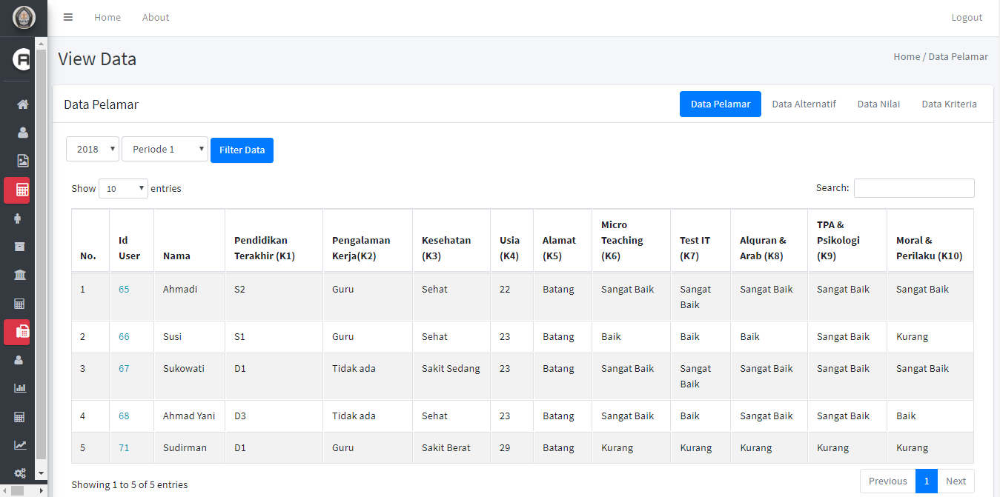 Home About Logout
View Data Home / Data Pelamar
Data Pelamar Data Pelamar Data Alternatif Data Nilai Data Kriteria
2018 Periode 1 Filter Data
Show 10 entries Search:
No. Id User Nama Pendidikan Terakhir (K1) Pengalaman Kerja(K2) Kesehatan (K3) Usia (K4) Alamat (K5) Micro Teaching (K6) Test IT (K7) Alquran & Arab (K8) TPA & Psikologi (K9) Moral & Perilaku (K10)
1 65 Ahmadi S2 Guru Sehat 22 Batang Sangat Baik Sangat Baik Sangat Baik Sangat Baik Sangat Baik
2 66 Susi S1 Guru Sehat 23 Batang Baik Baik Baik Sangat Baik Kurang
3 67 Sukowati D1 Tidak ada Sakit Sedang 23 Batang Sangat Baik Sangat Baik Sangat Baik Sangat Baik Sangat Baik
4 68 Ahmad Yani D3 Tidak ada Sehat 23 Batang Sangat Baik Baik Sangat Baik Sangat Baik Baik
5 71 Sudirman D1 Guru Sakit Berat 29 Batang Kurang Kurang Kurang Kurang Kurang
Showing 1 to 5 of 5 entries Previous 1 Next